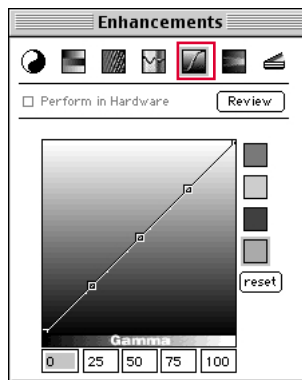 Enhancements
Perform in Hardware Review
reset
Gamma
0 25 50 75 100